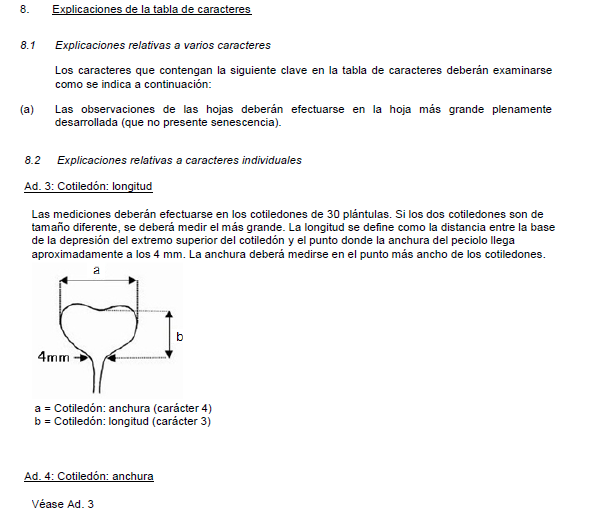 8. Explicaciones de la tabla de caracteres
8.1 Explicaciones relativas a varios caracteres
Los caracteres que contengan la siguiente clave en la tabla de caracteres deberán examinarse
como se indica a continuación:
(a) Las observaciones de las hojas deberán efectuarse en la hoja más grande plenamente
desarrollada (que no presente senescencia).
8.2 Explicaciones relativas a caracteres individuales
Ad. 3: Cotiledón: longitud
Las mediciones deberán efectuarse en los cotiledones de 30 plántulas. Si los dos cotiledones son de
tamaño diferente, se deberá medir el más grande. La longitud se define como la distancia entre la base
de la depresión del extremo superior del cotiledón y el punto donde la anchura del peciolo llega
aproximadamente a los 4 mm. La anchura deberá medirse en el punto más ancho de los cotiledones.
a
b
4mm
a = Cotiledón: anchura (carácter 4)
b = Cotiledón: longitud (carácter 3)
Ad. 4: Cotiledón: anchura
Véase Ad. 3